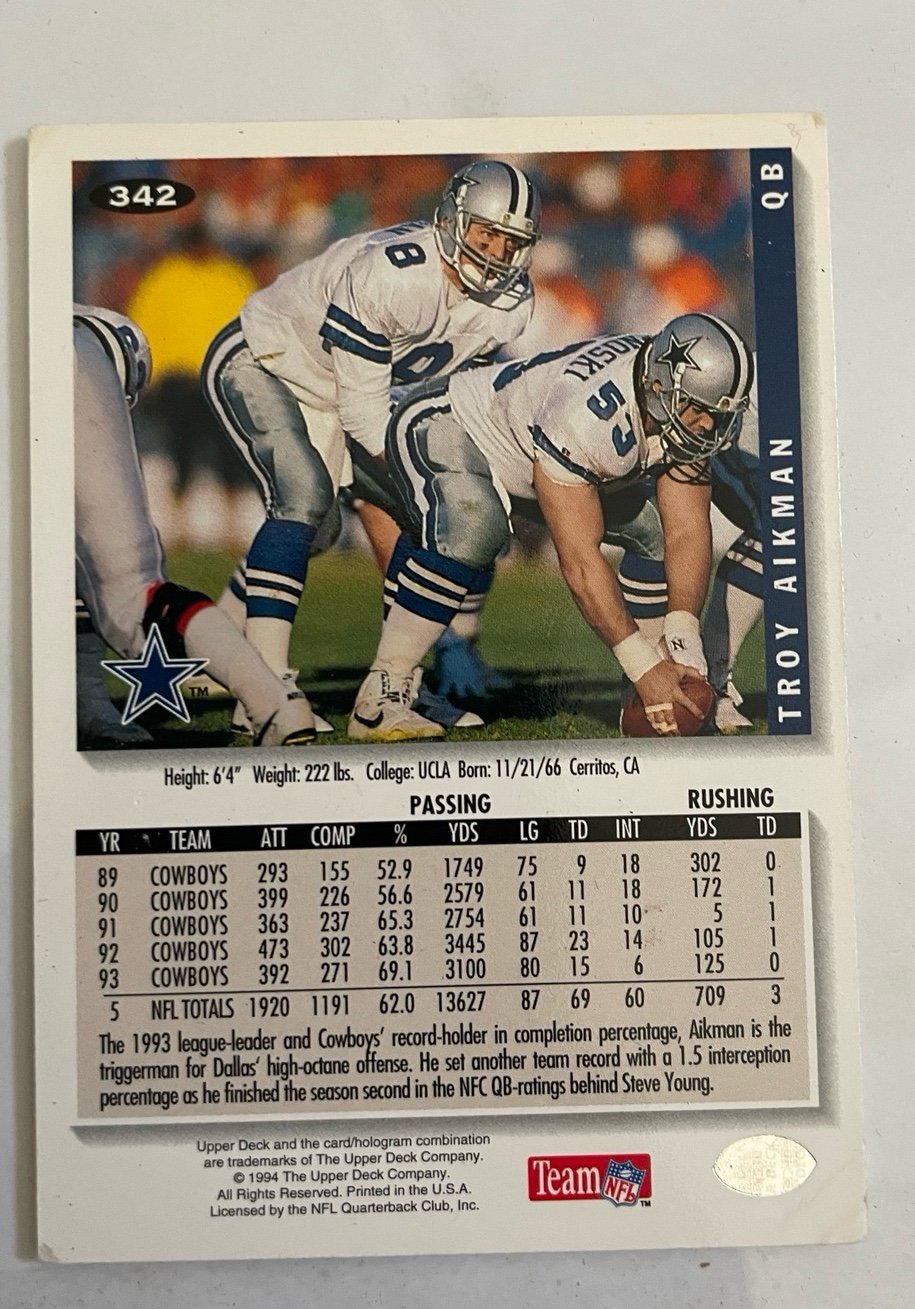 342
QB
8
8
NOSKI
53
N
TROY AIKMAN
TM
Height: 6'4" Weight: 222 lbs. College: UCLA Born: 11/21/66 Cerritos, CA
PASSING RUSHING
YR TEAM ATT COMP % YDS LG TD INT YDS TD
89 COWBOYS 293 155 52.9 1749 75 9 18 302 0
90 COWBOYS 399 226 56.6 2579 61 11 18 172 1
91 COWBOYS 363 237 65.3 2754 61 11 10 5 1
92 COWBOYS 473 302 63.8 3445 87 23 14 105 1
93 COWBOYS 392 271 69.1 3100 80 15 6 125 0
5 NFL TOTALS 1920 1191 62.0 13627 87 69 60 709 3
The 1993 league-leader and Cowboys' record-holder in completion percentage, Aikman is the
triggerman for Dallas' high-octane offense. He set another team record with a 1.5 interception
percentage as he finished the season second in the NFC QB-ratings behind Steve Young.
Upper Deck and the card/hologram combination
are trademarks of The Upper Deck Company.
© 1994 The Upper Deck Company.
All Rights Reserved. Printed in the U.S.A.
Licensed by the NFL Quarterback Club, Inc.
Team NFL TM